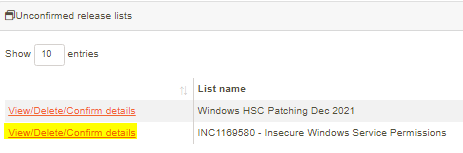 Unconfirmed release lists
Show 10 entries
List name
View/Delete/Confirm details Windows HSC Patching Dec 2021
View/Delete/Confirm details INC1169580 - Insecure Windows Service Permissions